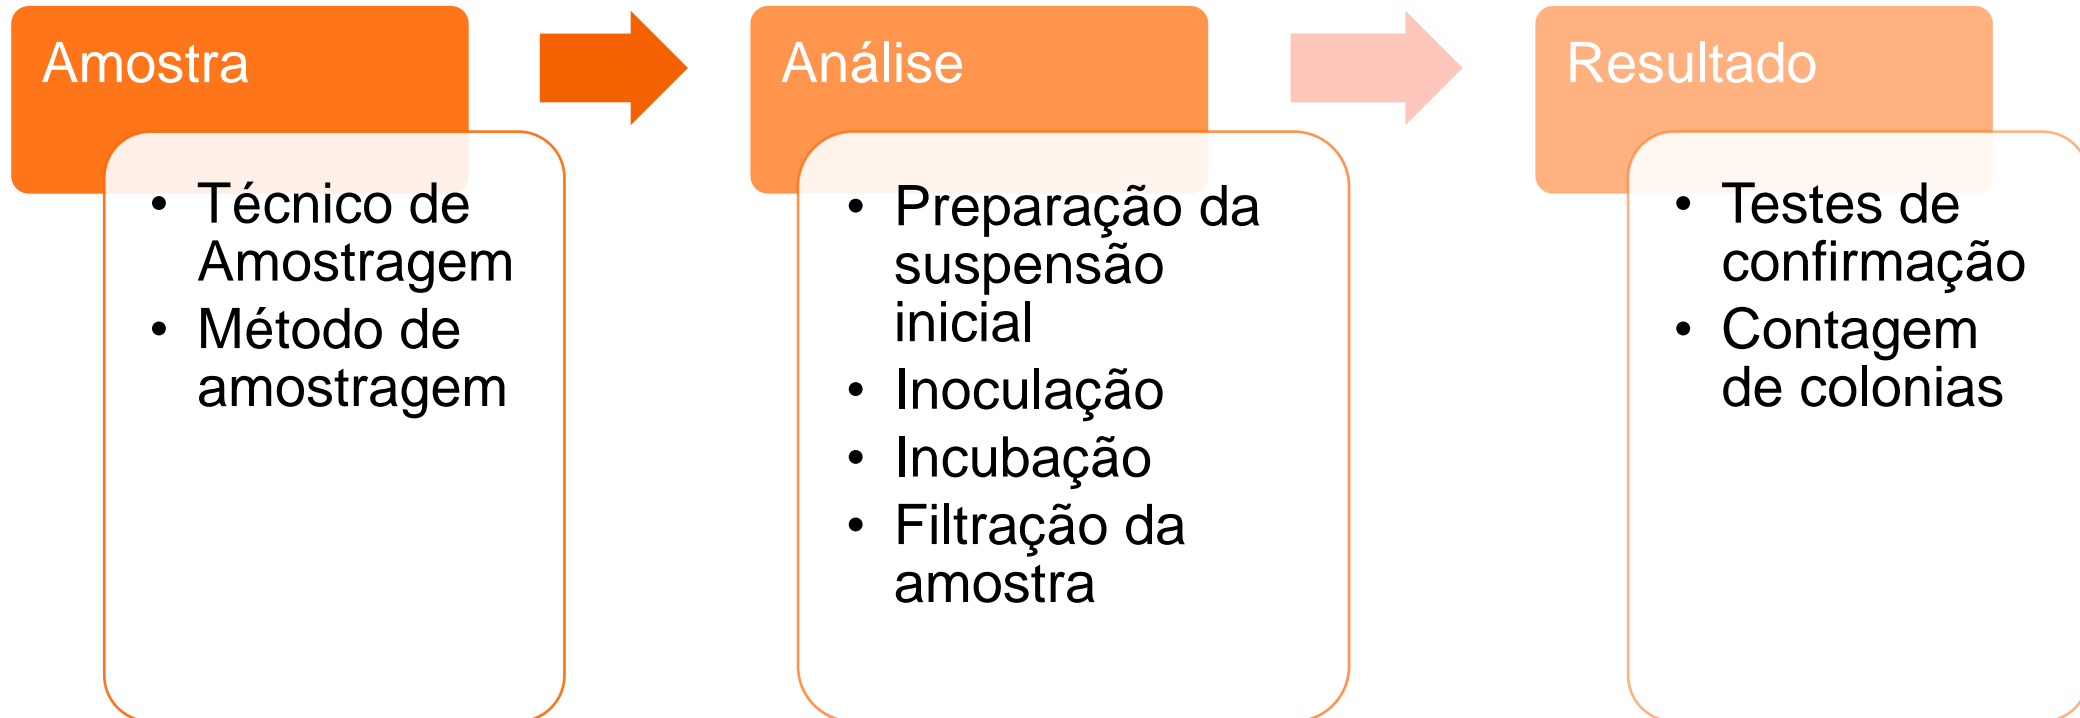 Amostra
• Técnico de
Amostragem
• Método de
amostragem
Análise
• Preparação da
suspensão
inicial
• Inoculação
• Incubação
• Filtração da
amostra
Resultado
• Testes de
confirmação
• Contagem
de colonias